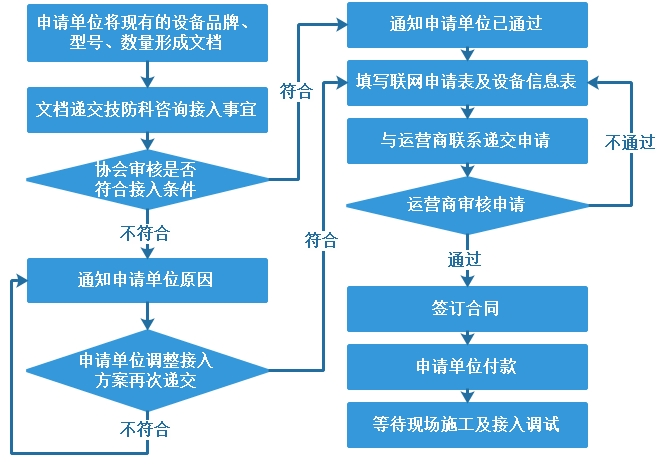 申请单位将现有的设备品牌、
型号、数量形成文档
文档递交技防科咨询接入事宜
协会审核是否
符合接入条件
符合
不符合
通知申请单位原因
申请单位调整接入
方案再次递交
符合
不符合
通知申请单位已通过
填写联网申请表及设备信息表
与运营商联系递交申请
不通过
运营商审核申请
通过
签订合同
申请单位付款
等待现场施工及接入调试